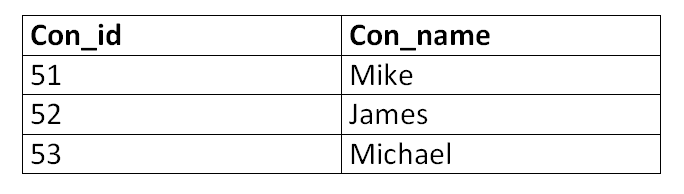 Con_id Con_name
51 Mike
52 James
53 Michael